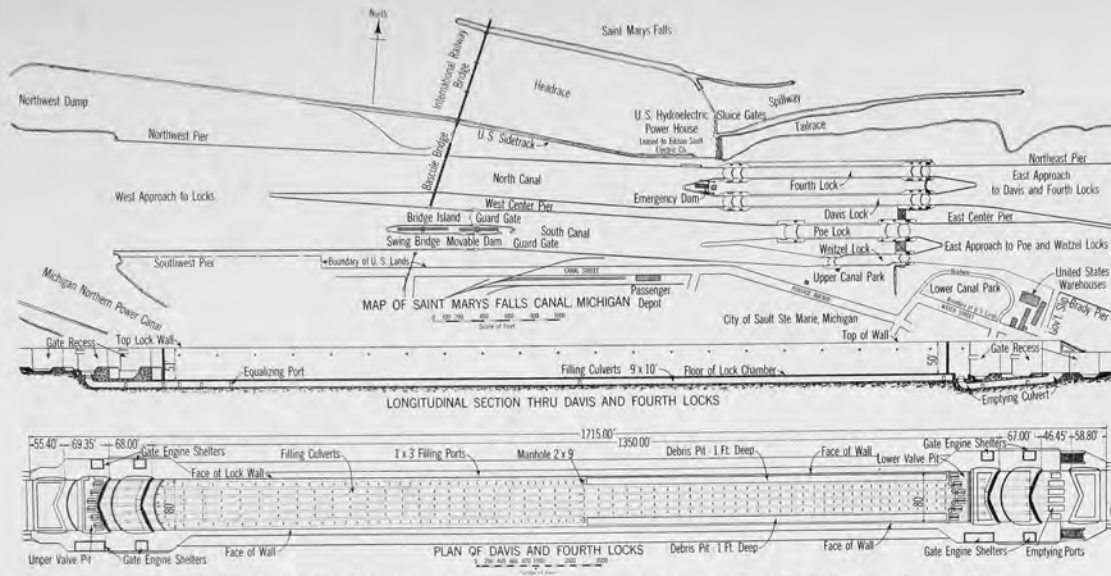 North
Saint Marys Falls
International Railway
Bridge
Headrace
Northwest Dump
Spillway
U.S. Hydroelectric
Power House
Leased to Edison Sault
Electric Co.
Sluice Gates
Tailrace
Northwest Pier
U.S. Sidetrack
Bascule Bridge
Northeast Pier
North Canal
Fourth Lock
East Approach
to Davis and Fourth Locks
West Approach to Locks
Emergency Dam
West Center Pier
Davis Lock
East Center Pier
Bridge Island
Guard Gate
South Canal
Poe Lock
Swing Bridge
Movable Dam
Guard Gate
Weitzel Lock
East Approach to Poe and Weitzel Locks
Southwest Pier
Boundary of U.S. Lands
CANAL STREET
Upper Canal Park
Passenger
Depot
PORTAGE AVENUE
Lower Canal Park
United States
Warehouses
WATER STREET
Gov't. Slip
Brady Pier
Michigan Northern Power Canal
MAP OF SAINT MARYS FALLS CANAL, MICHIGAN
Scale of Feet
City of Sault Ste. Marie, Michigan
Top Lock Wall
Top of Wall
Gate Recess
Gate Recess
51'
50'
Equalizing Port
Filling Culverts 9'x 10'
Floor of Lock Chamber
Emptying Culvert
LONGITUDINAL SECTION THRU DAVIS AND FOURTH LOCKS
1715.00'
55.40'
69.35'
68.00'
1350.00'
67.00'
46.45'
58.80'
Gate Engine Shelters
Filling Culverts
1'x 3' Filling Ports
Manhole 2'x 9'
Debris Pit - 1 Ft. Deep
Face of Wall
Gate Engine Shelters
Lower Valve Pit
Face of Lock Wall
80'
80'
Upper Valve Pit
Gate Engine Shelters
Face of Wall
PLAN OF DAVIS AND FOURTH LOCKS
Debris Pit - 1 Ft. Deep
Face of Wall
Gate Engine Shelters
Emptying Ports